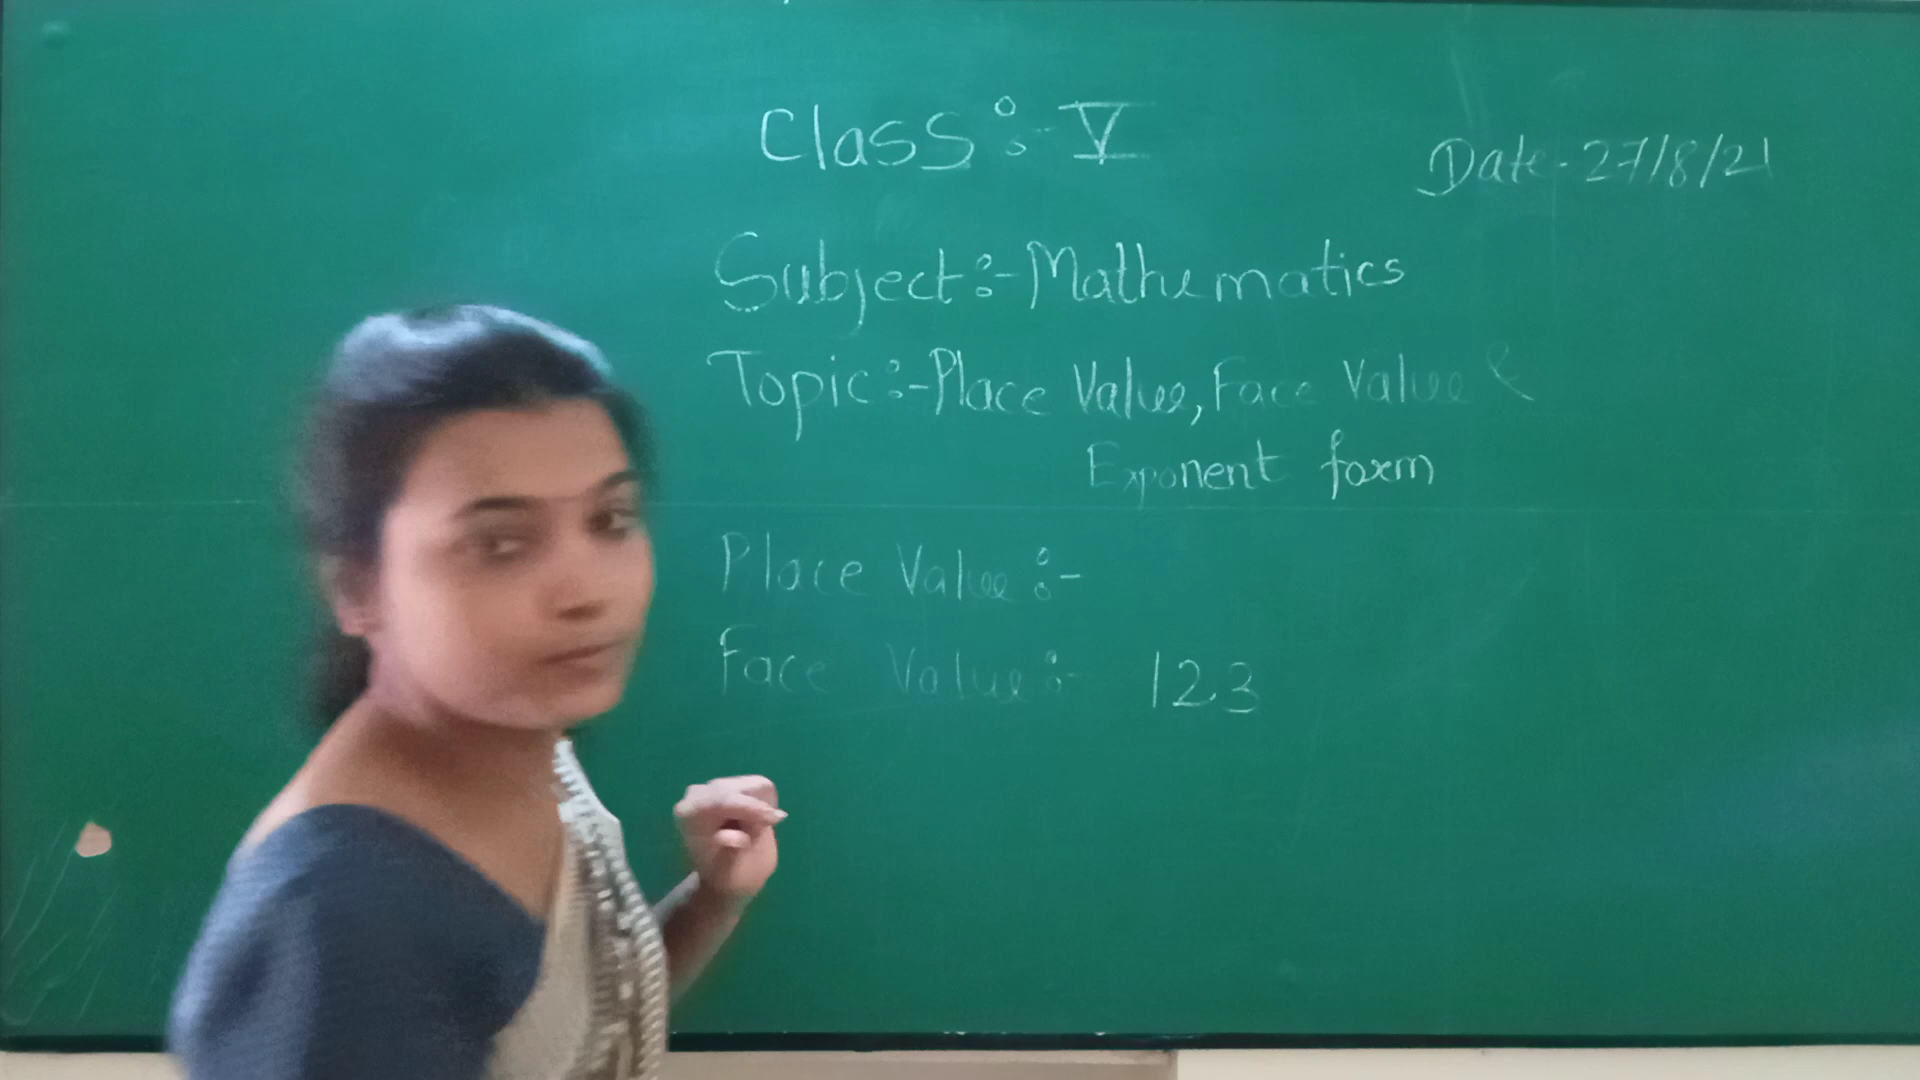 Class :- V
Date - 27/8/21
Subject :- Mathematics
Topic :- Place Value, Face Value &
Exponent form
Place Value :-
Face Value :- 123